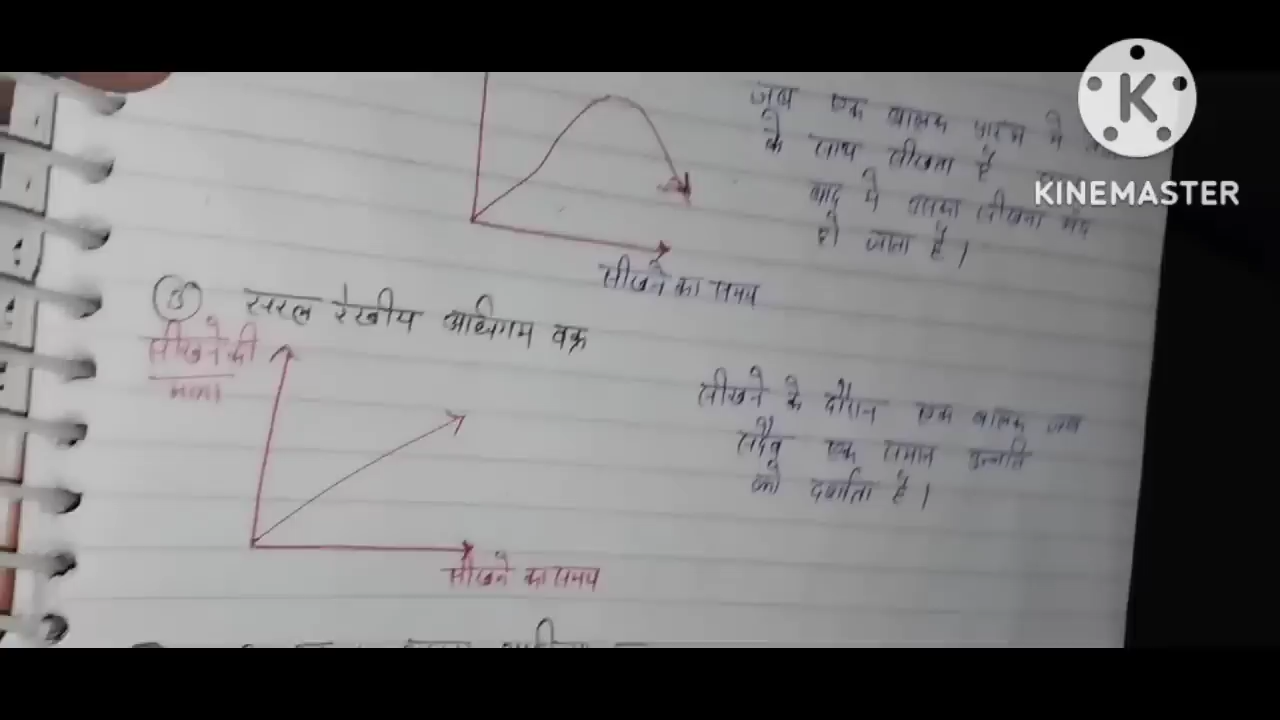 जब एक बालक प्रारम्भ में
के साथ सीखता है
बाद में उसका सीखना मंद
हो जाता है।
सीखने का समय
③ सरल रेखीय अधिगम वक्र
सीखने की
मात्रा
सीखने के दौरान एक बालक जब
सदैव एक समान उन्नति
को दर्शाता है।
सीखने का समय
K
KINEMASTER